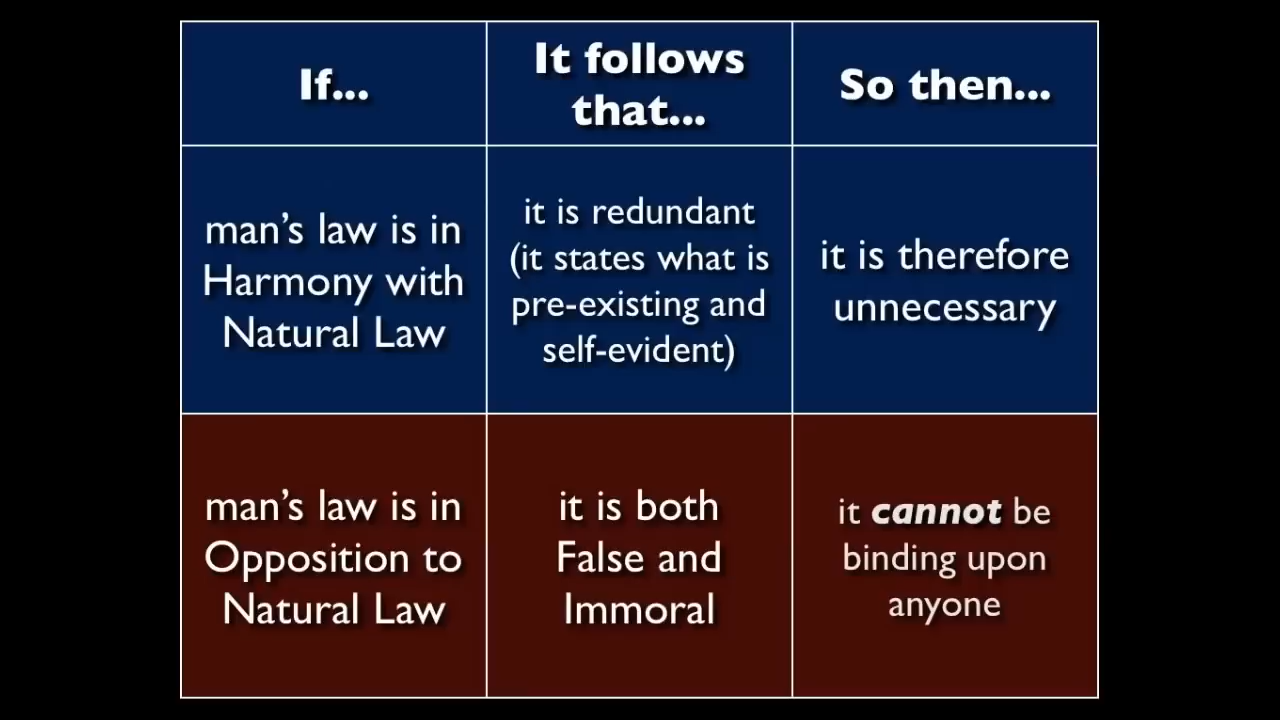 If...
It follows
that...
So then...
man’s law is in
Harmony with
Natural Law
it is redundant
(it states what is
pre-existing and
self-evident)
it is therefore
unnecessary
man’s law is in
Opposition to
Natural Law
it is both
False and
Immoral
it cannot be
binding upon
anyone